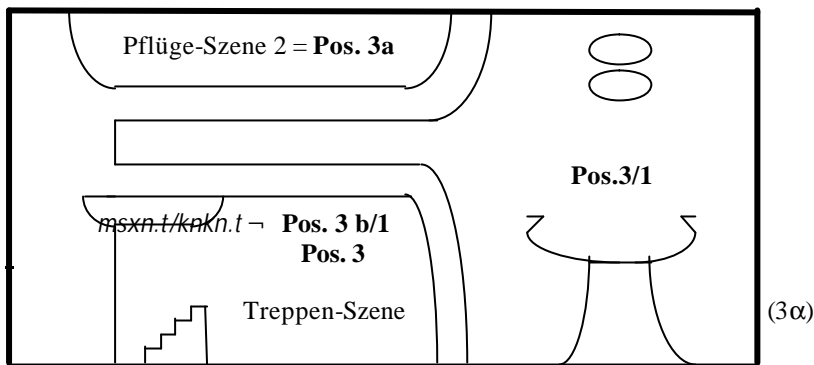 Pflüge-Szene 2 = Pos. 3a
Pos.3/1
msxn.t/knkn.t ¬ Pos. 3 b/1
Pos. 3
Treppen-Szene
(3α)